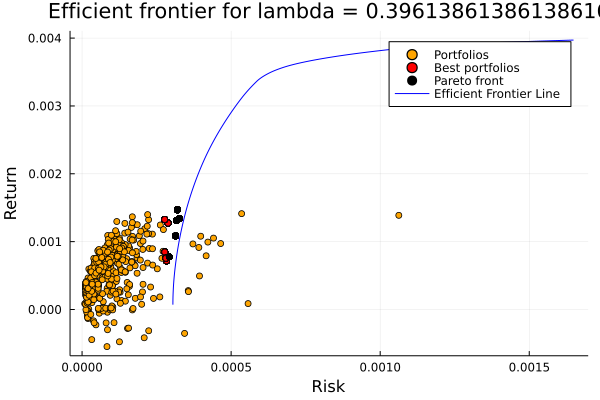 Efficient frontier for lambda = 0.3961386138613861
0.004
0.003
0.002
0.001
0.000
Return
Portfolios
Best portfolios
Pareto front
Efficient Frontier Line
0.0000
0.0005
0.0010
0.0015
Risk